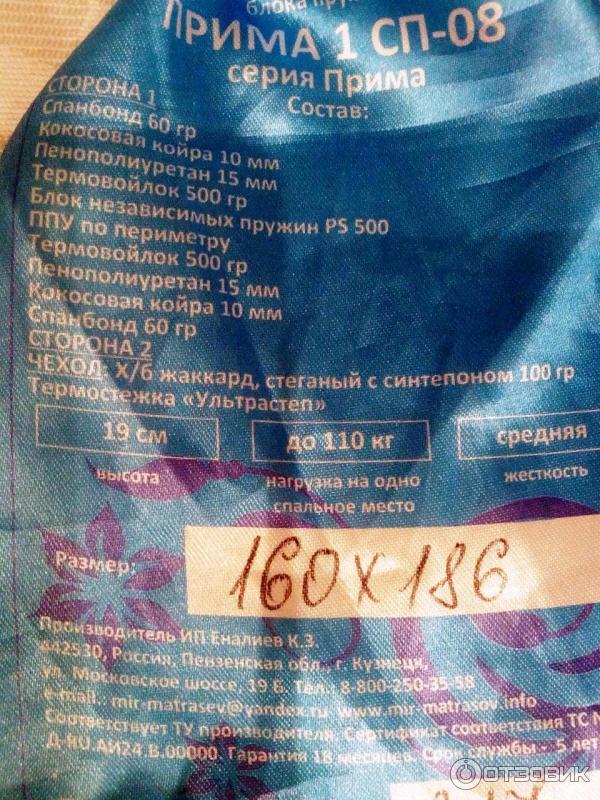 блока
ПРИМА 1 СП-08
серия Прима
Состав:
СТОРОНА 1
Спанбонд 60 гр
Кокосовая койра 10 мм
Пенополиуретан 15 мм
Термовойлок 500 гр
Блок независимых пружин PS 500
ППУ по периметру
Термовойлок 500 гр
Пенополиуретан 15 мм
Кокосовая койра 10 мм
Спанбонд 60 гр
СТОРОНА 2
ЧЕХОЛ: Х/б жаккард, стеганый с синтепоном 100 гр
Термостежка «Ультрастеп»
19 см до 110 кг средняя
высота нагрузка на одно жесткость
спальное место
Размер: 160х186
Производитель ИП Еналиев К.З.
442530, Россия, Пензенская обл., г. Кузнецк,
ул. Московское шоссе, 19 Б. Тел.: 8-800-250-35-58
e-mail.: mir-matrasev@yandex.ru www.mir-matrasov.info
Соответствует ТУ производителя. Сертификат соответствия ТС
Д-RU.АИ24.В.00000. Гарантия 18 месяцев. Срок службы - 5 лет
ОТЗОВИК